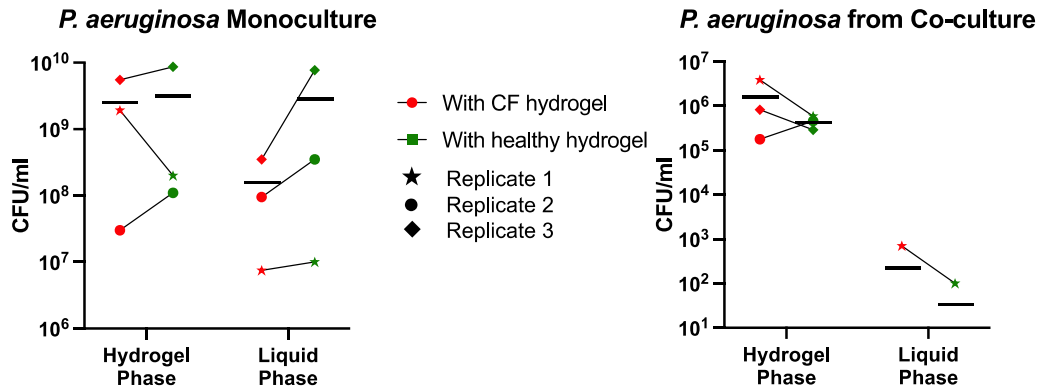 P. aeruginosa Monoculture
CFU/ml
10^10
10^9
10^8
10^7
10^6
Hydrogel
Phase
Liquid
Phase
With CF hydrogel
With healthy hydrogel
Replicate 1
Replicate 2
Replicate 3
P. aeruginosa from Co-culture
CFU/ml
10^7
10^6
10^5
10^4
10^3
10^2
10^1
Hydrogel
Phase
Liquid
Phase